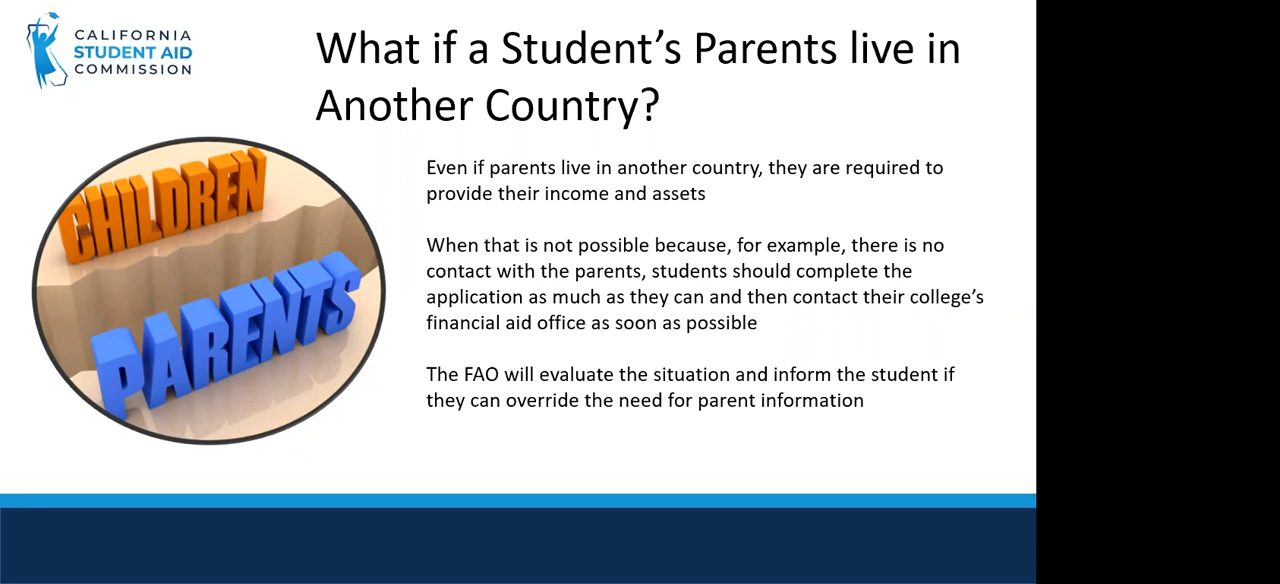 CALIFORNIA
STUDENT AID
COMMISSION
What if a Student’s Parents live in
Another Country?
CHILDREN
PARENTS
Even if parents live in another country, they are required to
provide their income and assets
When that is not possible because, for example, there is no
contact with the parents, students should complete the
application as much as they can and then contact their college’s
financial aid office as soon as possible
The FAO will evaluate the situation and inform the student if
they can override the need for parent information